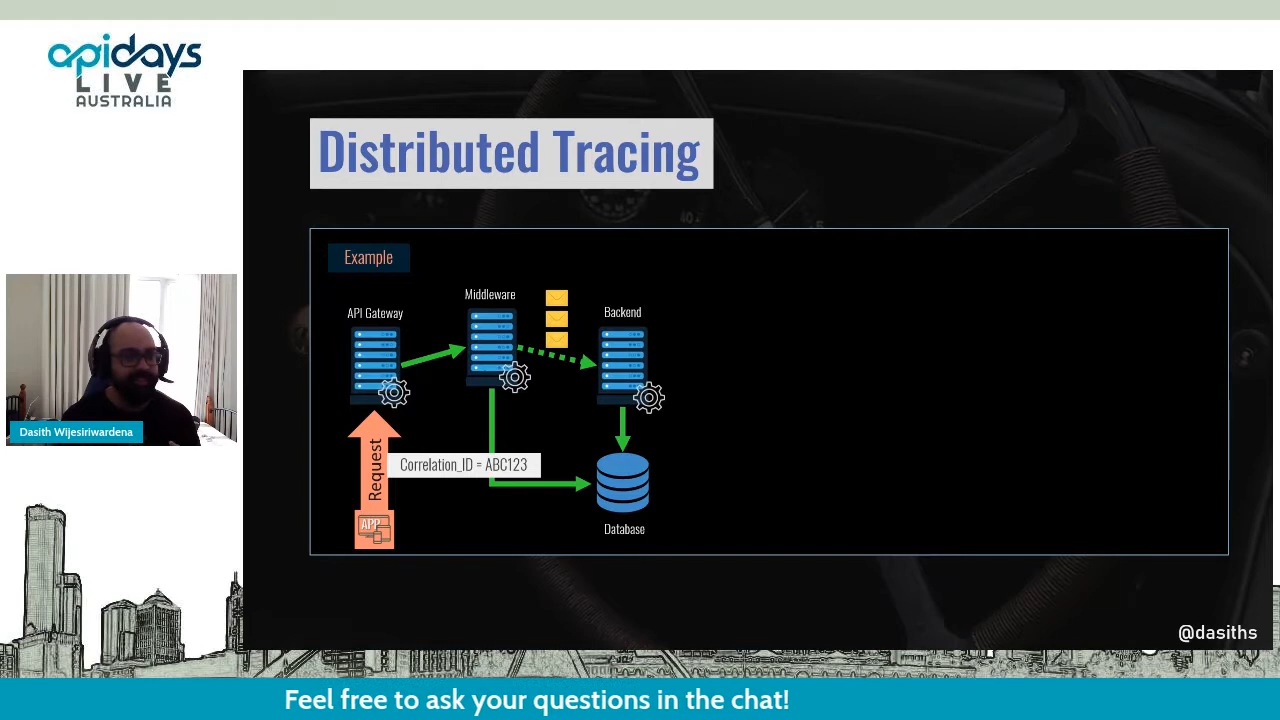 apidays
LIVE
AUSTRALIA
Distributed Tracing
Example
Middleware
API Gateway
Backend
Request
Correlation_ID = ABC123
APP
Database
Dasith Wijesiriwardena
@dasiths
Feel free to ask your questions in the chat!